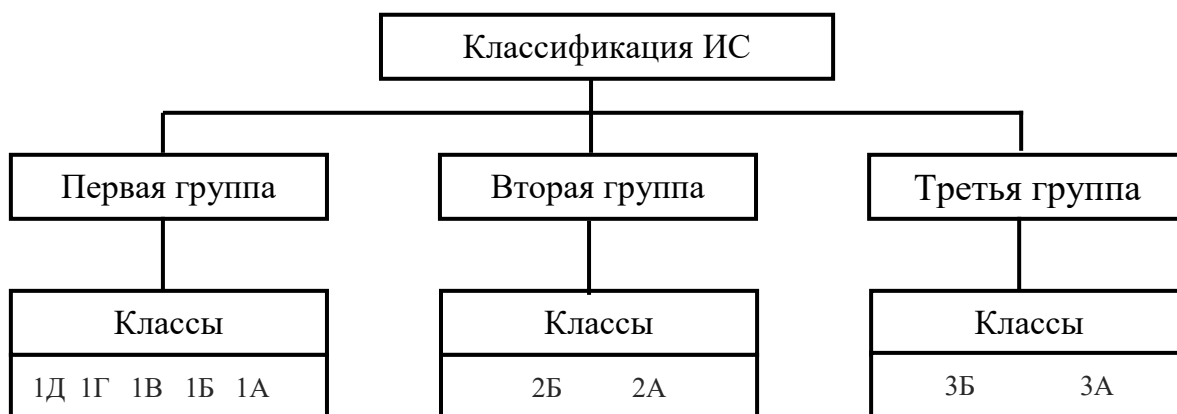 Классификация ИС
Первая группа
Вторая группа
Третья группа
Классы
Классы
Классы
1Д 1Г 1В 1Б 1А
2Б 2А
3Б 3А